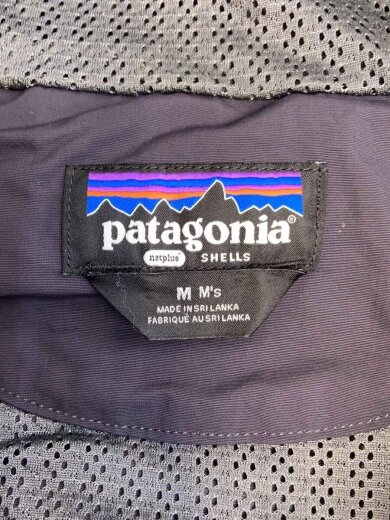 patagonia®
netplus® SHELLS
M M's
MADE IN SRI LANKA
FABRIQUÉ AU SRI LANKA